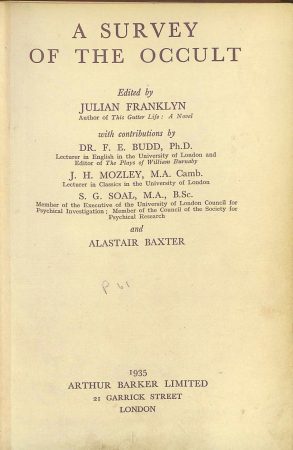 A SURVEY
OF THE OCCULT
Edited by
JULIAN FRANKLYN
Author of This Gutter Life: A Novel
with contributions by
DR. F. E. BUDD, Ph.D.
Lecturer in English in the University of London and
Editor of The Plays of William Burnaby
J. H. MOZLEY, M.A. Camb.
Lecturer in Classics in the University of London
S. G. SOAL, M.A., B.Sc.
Member of the Executive of the University of London Council for
Psychical Investigation; Member of the Council of the Society for
Psychical Research
and
ALASTAIR BAXTER
p 61
1935
ARTHUR BARKER LIMITED
21 GARRICK STREET
LONDON